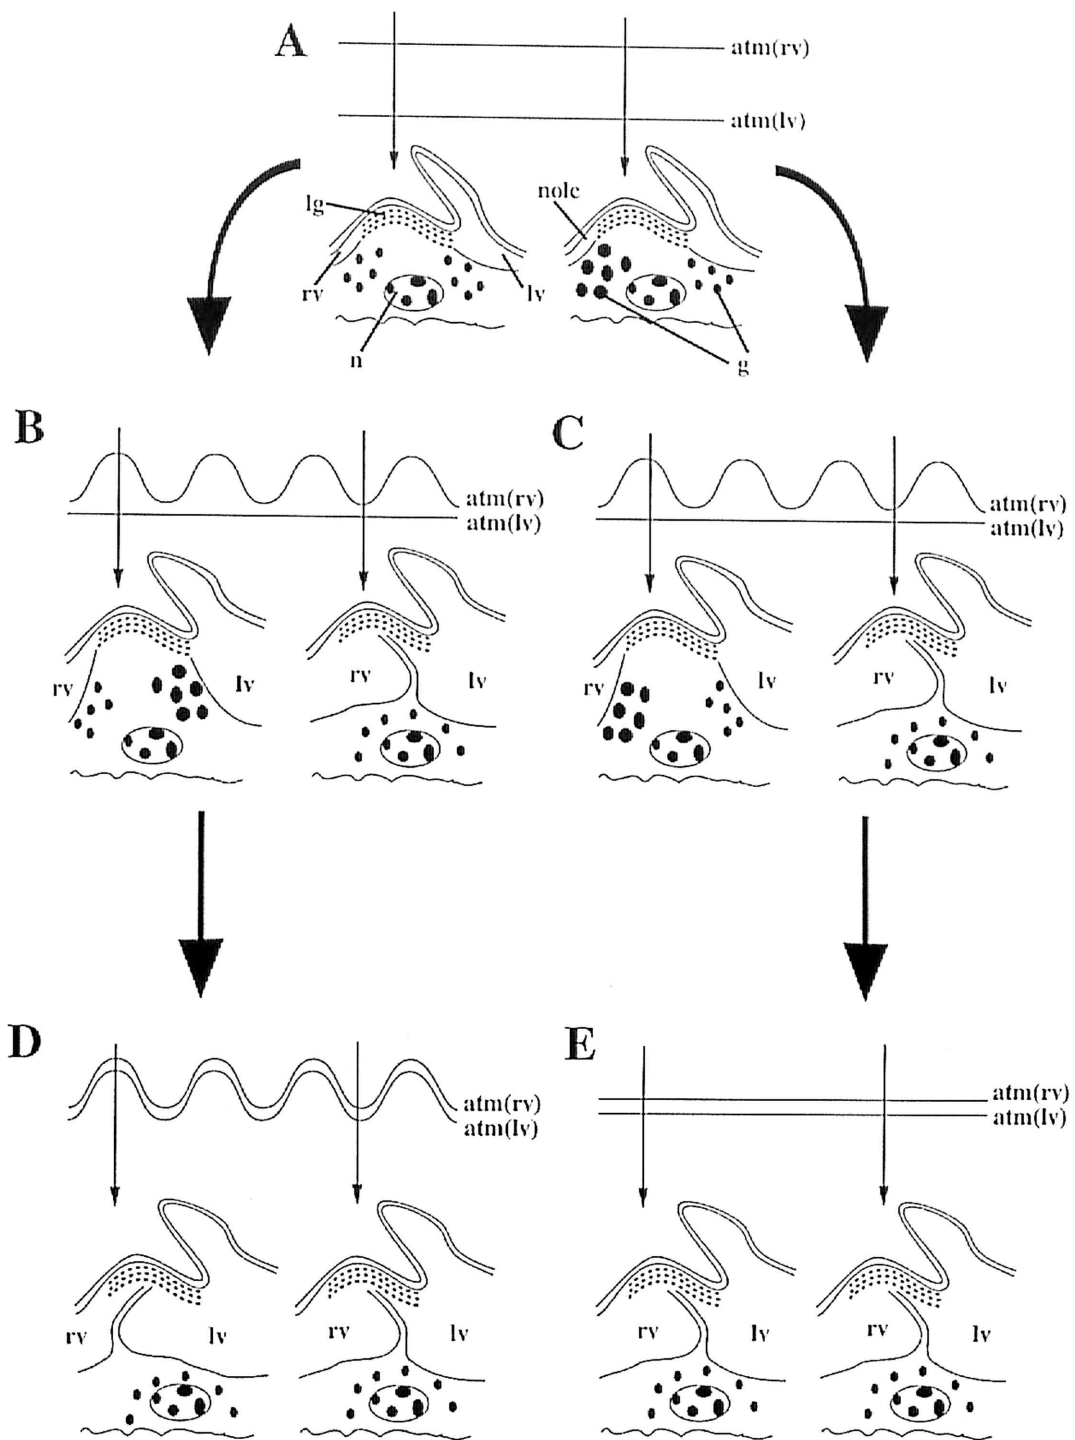 A
atm(rv)
atm(lv)
lg
nole
rv
lv
n
g
B
C
atm(rv)
atm(lv)
atm(rv)
atm(lv)
rv
lv
rv
lv
rv
lv
rv
lv
D
E
atm(rv)
atm(lv)
atm(rv)
atm(lv)
rv
lv
rv
lv
rv
lv
rv
lv